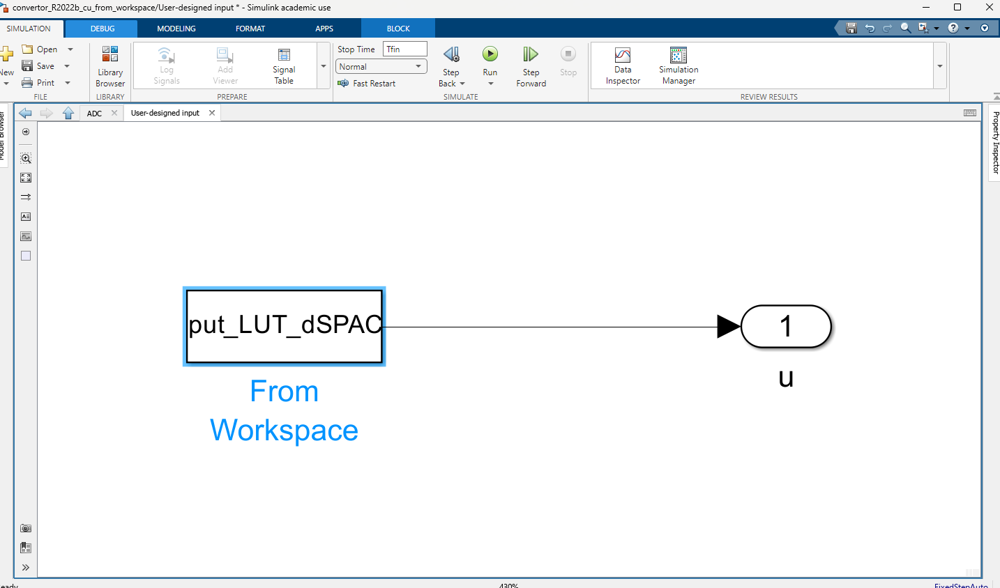 convertor_R2022b_cu_from_workspace/User-designed input * - Simulink academic use
SIMULATION DEBUG MODELING FORMAT APPS BLOCK
New
Open
Save
Print
FILE
Library
Browser
LIBRARY
Log
Signals
Add
Viewer
Signal
Table
PREPARE
Stop Time Tfin
Normal
Fast Restart
Step
Back
Run
Step
Forward
Stop
SIMULATE
Data
Inspector
Simulation
Manager
REVIEW RESULTS
ADC User-designed input
Model Browser
Property Inspector
put_LUT_dSPAC
From
Workspace
1
u
eady
430%
FixedStepAuto